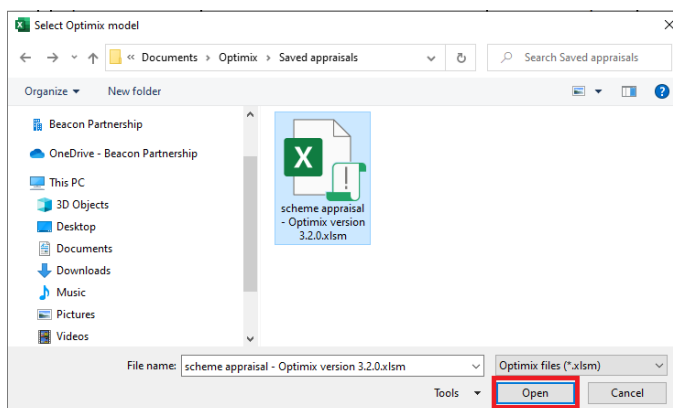 Select Optimix model
« Documents > Optimix > Saved appraisals
Search Saved appraisals
Organize
New folder
Beacon Partnership
OneDrive - Beacon Partnership
This PC
3D Objects
Desktop
Documents
Downloads
Music
Pictures
Videos
scheme appraisal
- Optimix version
3.2.0.xlsm
File name: scheme appraisal - Optimix version 3.2.0.xlsm
Optimix files (*.xlsm)
Tools
Open
Cancel